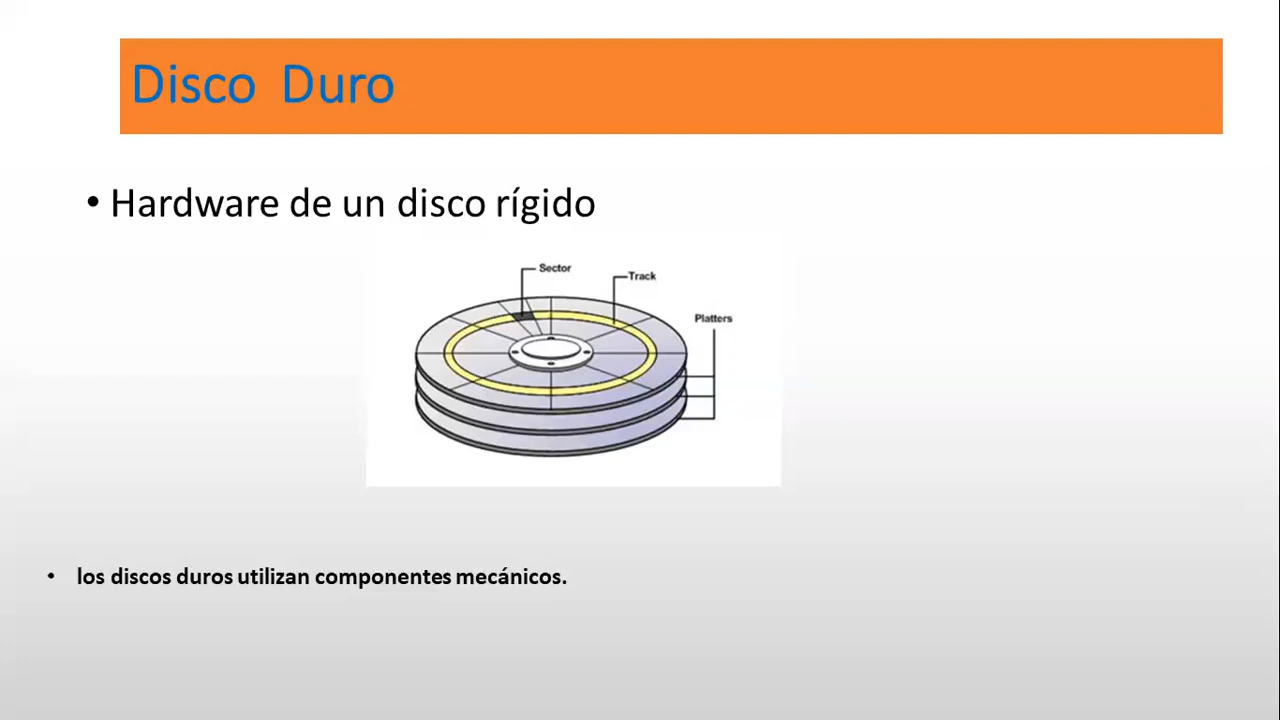 Disco Duro
• Hardware de un disco rígido
Sector
Track
Platters
• los discos duros utilizan componentes mecánicos.